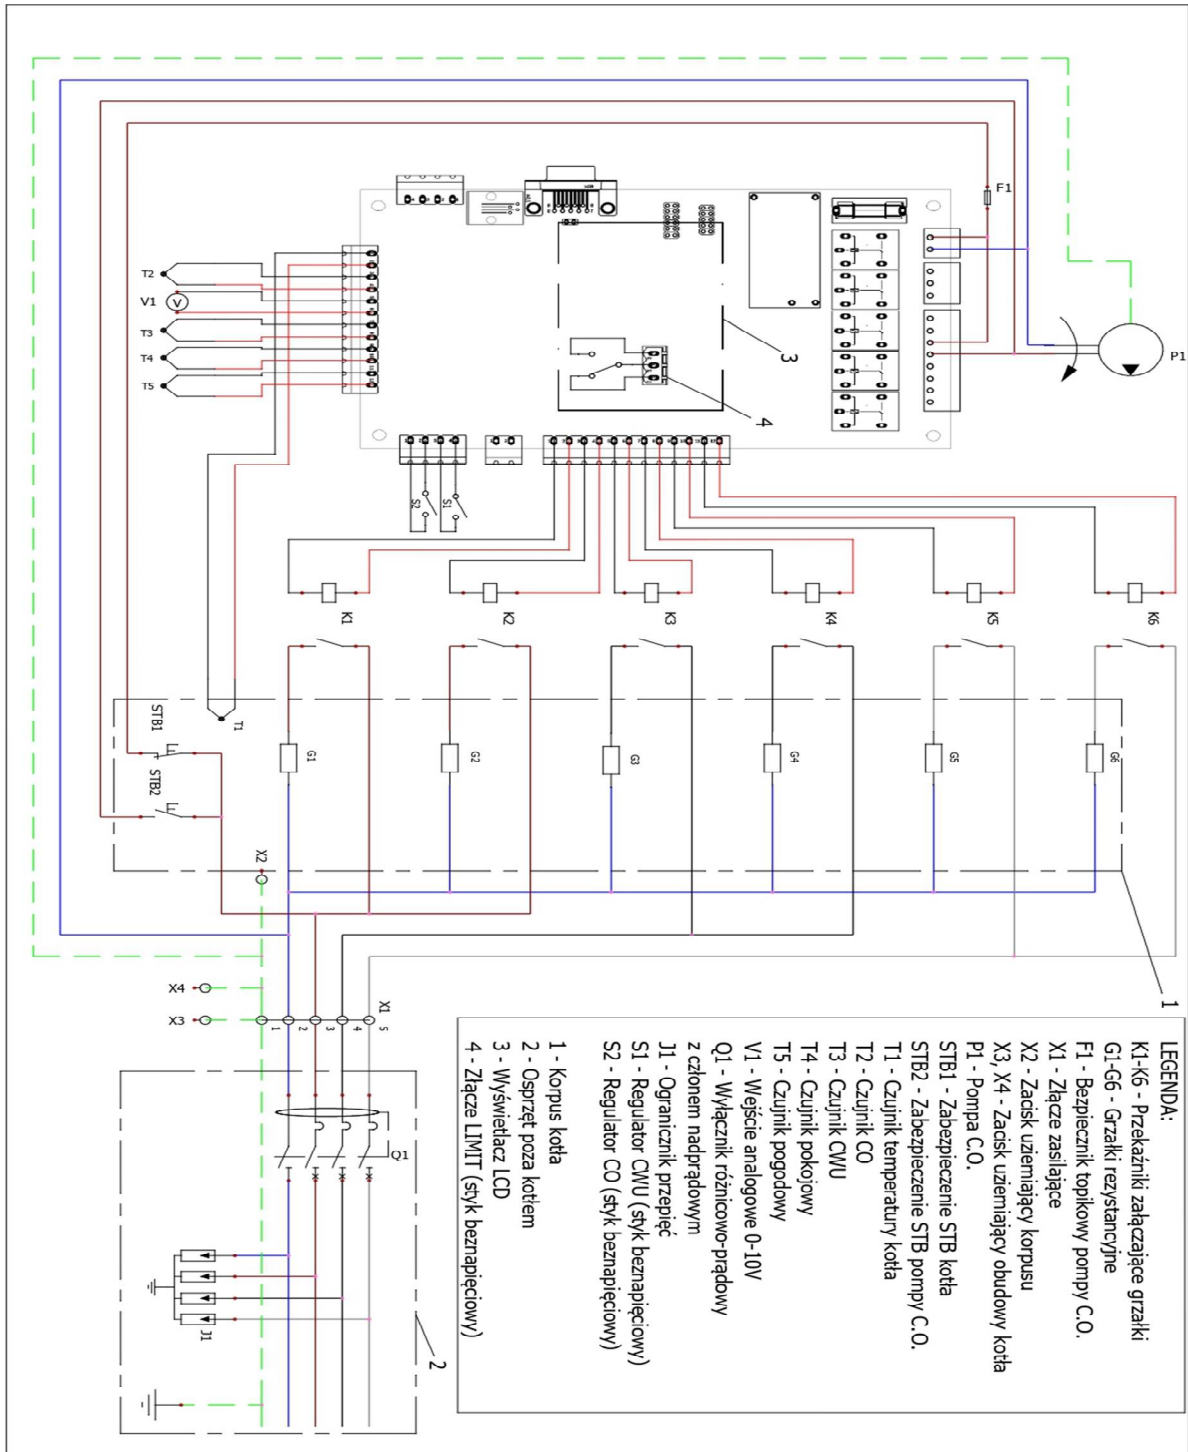 LEGENDA:
K1-K6 - Przekaźniki załączające grzałki
G1-G6 - Grzałki rezystancyjne
F1 - Bezpiecznik topikowy pompy C.O.
X1 - Złącze zasilające
X2 - Zacisk uziemiający korpusu
X3, X4 - Zacisk uziemiający obudowy kotła
P1 - Pompa C.O.
STB1 - Zabezpieczenie STB kotła
STB2 - Zabezpieczenie STB pompy C.O.
T1 - Czujnik temperatury kotła
T2 - Czujnik CO
T3 - Czujnik CWU
T4 - Czujnik pokojowy
T5 - Czujnik pogodowy
V1 - Wejście analogowe 0-10V
Q1 - Wyłącznik różnicowo-prądowy
z członem nadprądowym
J1 - Ogranicznik przepięć
S1 - Regulator CWU (styk beznapięciowy)
S2 - Regulator CO (styk beznapięciowy)
1 - Korpus kotła
2 - Osprzęt poza kotłem
3 - Wyświetlacz LCD
4 - Złącze LIMIT (styk beznapięciowy)
F1
P1
T2
V1
V
T3
T4
T5
3
4
S2
S1
K1
K2
K3
K4
K5
K6
T1
STB1
STB2
G1
G2
G3
G4
G5
G6
X2
1
X4
X3
X1
1
2
3
4
5
Q1
J1
2